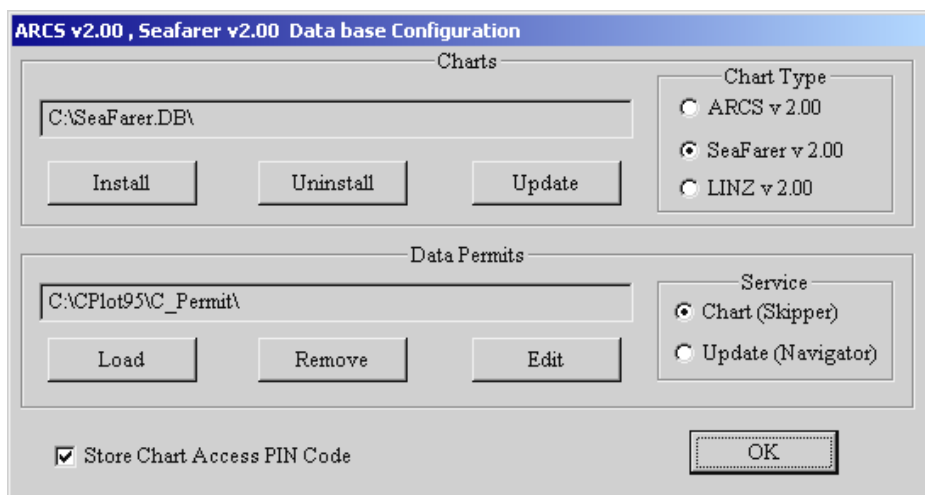 ARCS v2.00 , Seafarer v2.00 Data base Configuration
Charts
C:\SeaFarer.DB\
Install
Uninstall
Update
Chart Type
ARCS v 2.00
SeaFarer v 2.00
LINZ v 2.00
Data Permits
C:\CPlot95\C_Permit\
Load
Remove
Edit
Service
Chart (Skipper)
Update (Navigator)
Store Chart Access PIN Code
OK